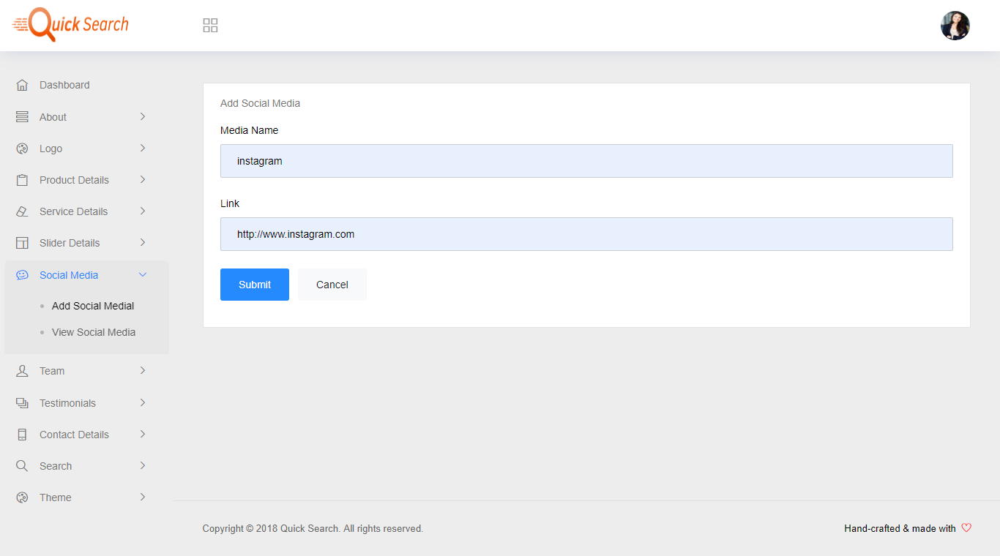 Quick Search
Dashboard
About
Logo
Product Details
Service Details
Slider Details
Social Media
Add Social Medial
View Social Media
Team
Testimonials
Contact Details
Search
Theme
Add Social Media
Media Name
instagram
Link
http://www.instagram.com
Submit Cancel
Copyright © 2018 Quick Search. All rights reserved.
Hand-crafted & made with